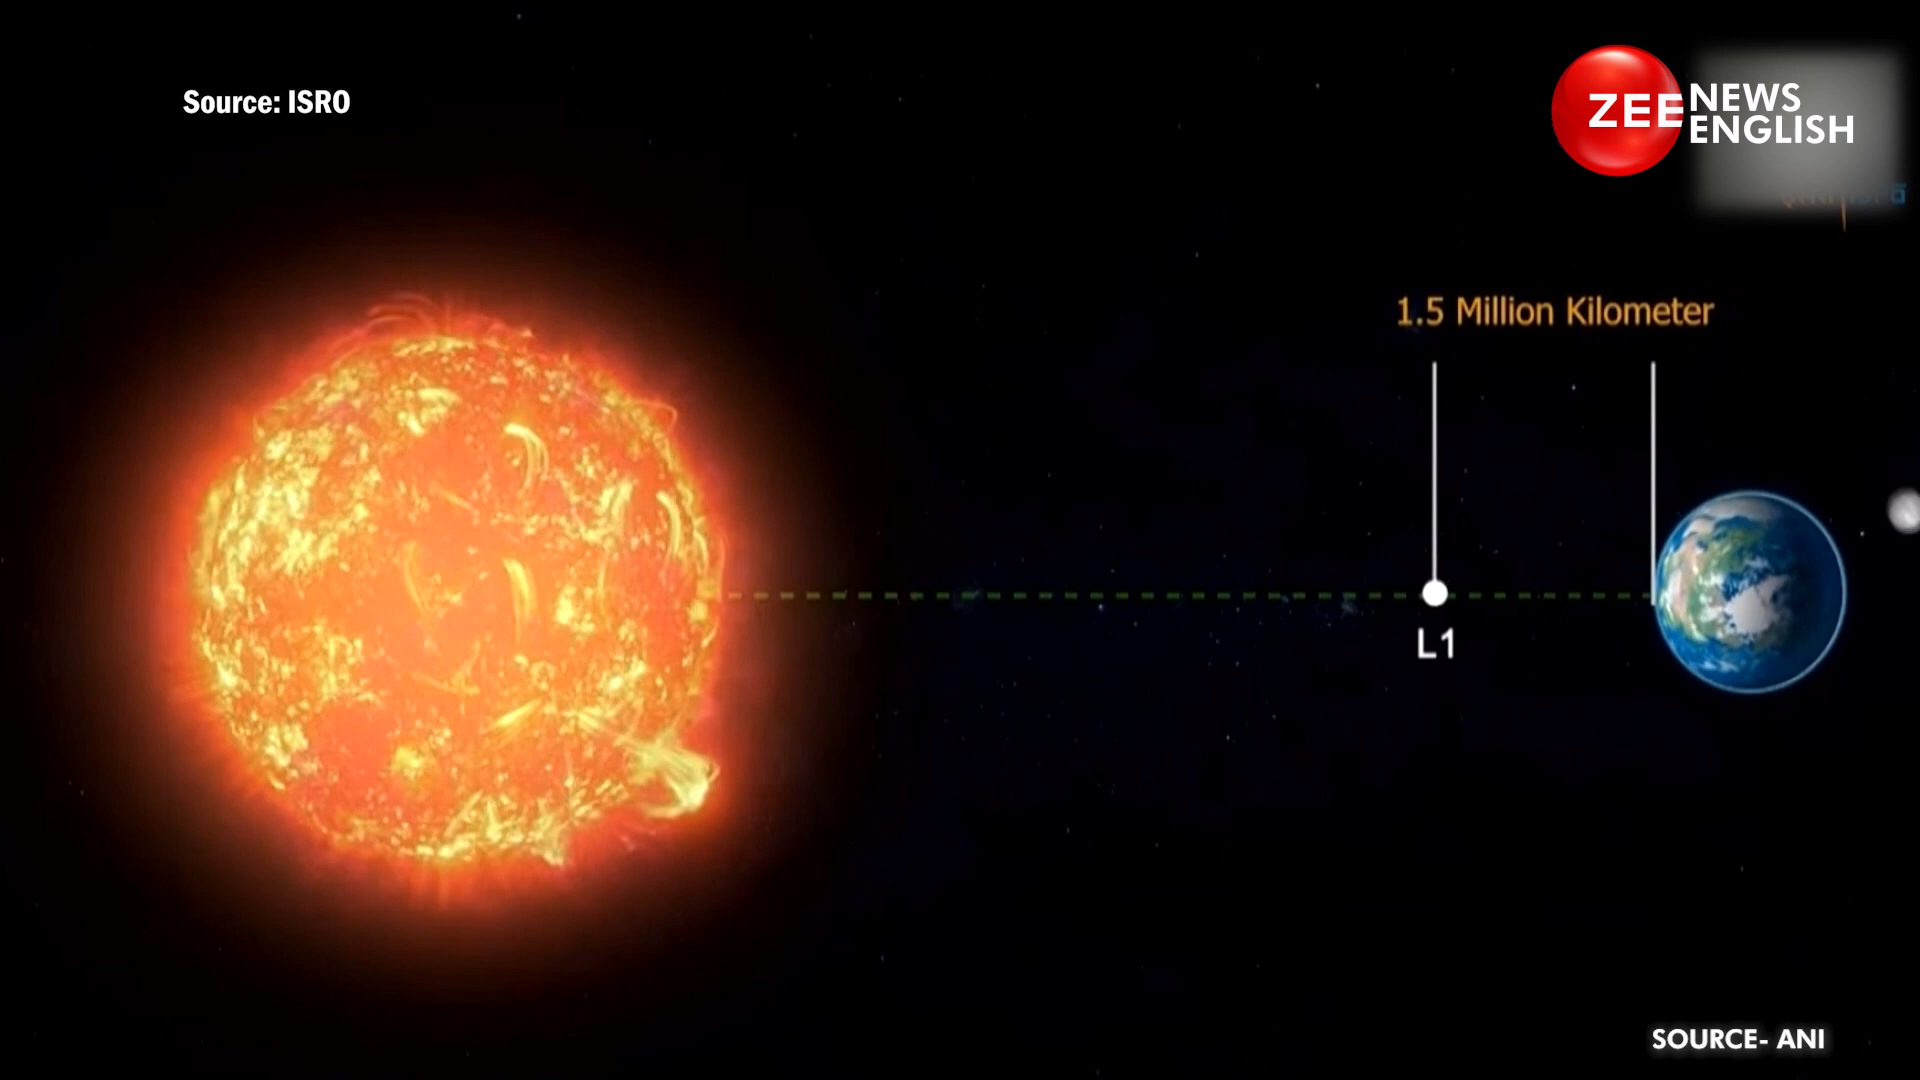 Source: ISRO
ZEE NEWS
ENGLISH
1.5 Million Kilometer
L1
SOURCE- ANI